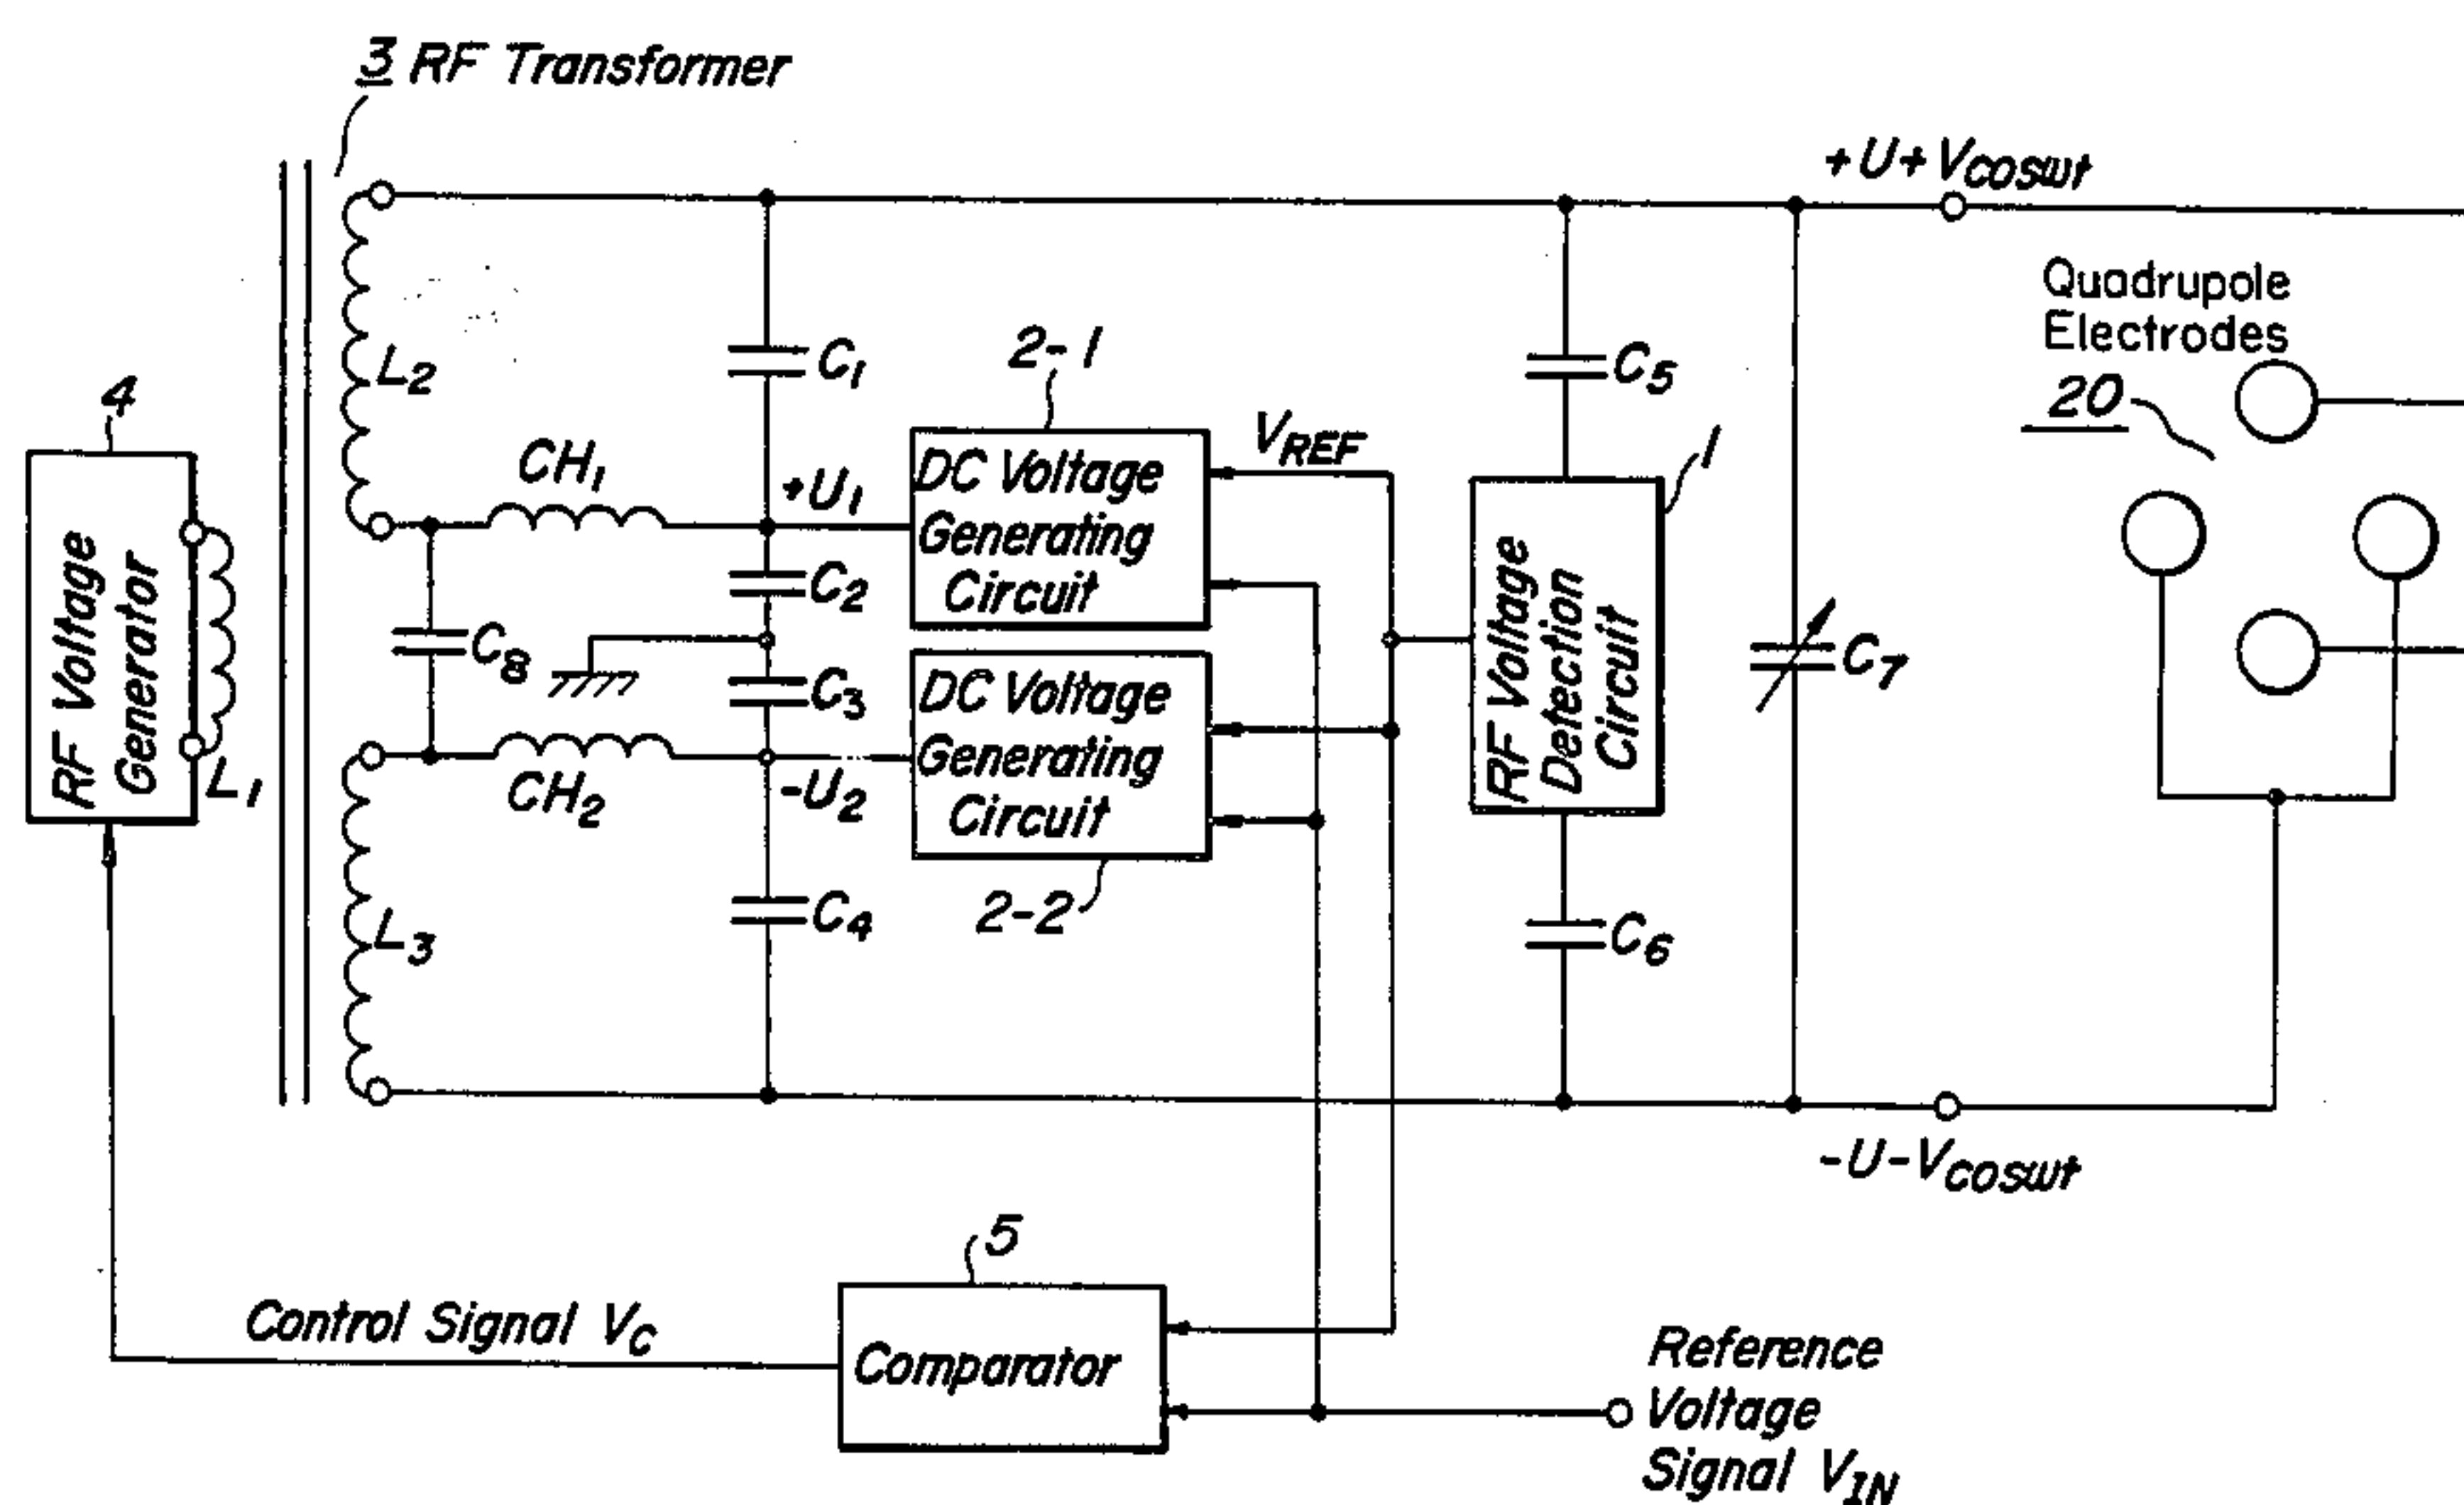 3 RF Transformer
+U+Vcosωt
Quadrupole
Electrodes
20
L2
C1
2-1
C5
4
VREF
1
CH1
+U1
DC Voltage
Generating
Circuit
RF Voltage
Generator
L1
C2
C8
C3
RF Voltage
Detection
Circuit
C7
DC Voltage
Generating
Circuit
CH2
-U2
2-2
L3
C4
C6
-U-Vcosωt
5
Control Signal VC
Comparator
Reference
Voltage
Signal VIN